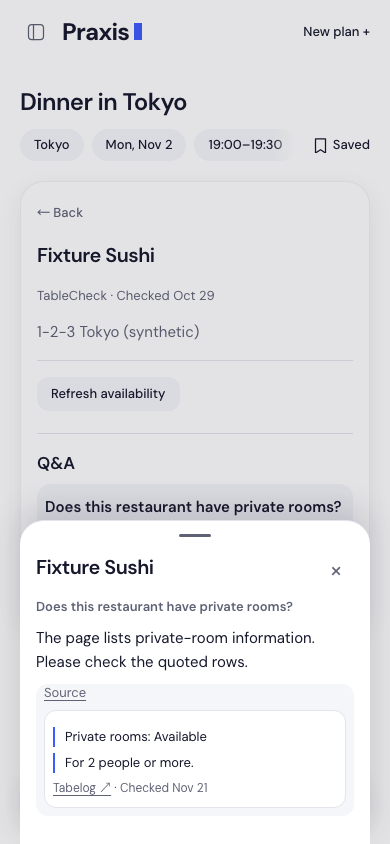 Praxis
New plan +
Dinner in Tokyo
Tokyo
Mon, Nov 2
19:00–19:30
Saved
← Back
Fixture Sushi
TableCheck · Checked Oct 29
1-2-3 Tokyo (synthetic)
Refresh availability
Q&A
Does this restaurant have private rooms?
Fixture Sushi
×
Does this restaurant have private rooms?
The page lists private-room information.
Please check the quoted rows.
Source
Private rooms: Available
For 2 people or more.
Tabelog ↗ · Checked Nov 21